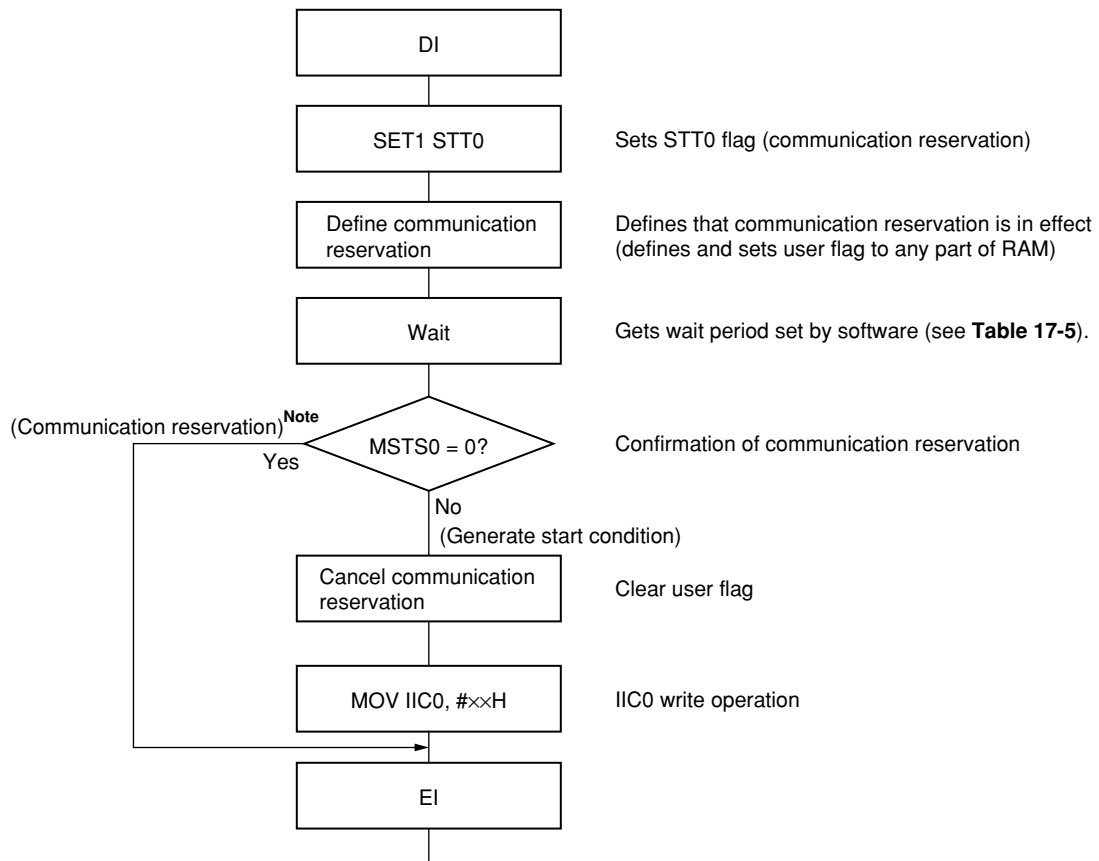 DI
SET1 STT0
Sets STT0 flag (communication reservation)
Define communication
reservation
Defines that communication reservation is in effect
(defines and sets user flag to any part of RAM)
Wait
Gets wait period set by software (see Table 17-5).
(Communication reservation)Note
MSTS0 = 0?
Confirmation of communication reservation
Yes
No
(Generate start condition)
Cancel communication
reservation
Clear user flag
MOV IIC0, #××H
IIC0 write operation
EI